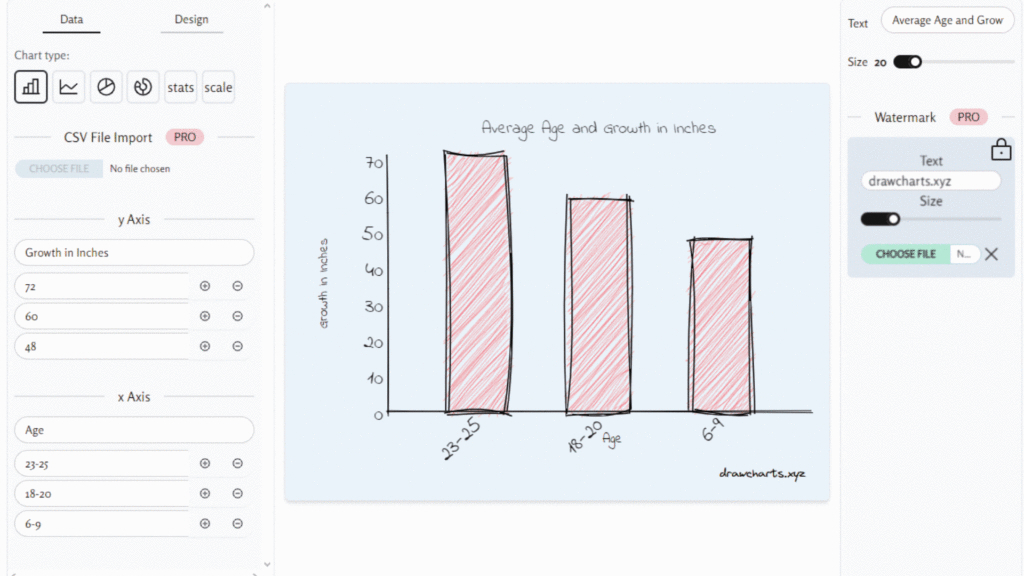 Data
Design
Chart type:
stats
scale
CSV File Import PRO
CHOOSE FILE No file chosen
y Axis
Growth in Inches
72
60
48
x Axis
Age
23-25
18-20
6-9
Average Age and Growth in Inches
Growth in Inches
70
60
50
40
30
20
10
0
23-25
18-20
6-9
Age
drawcharts.xyz
Text Average Age and Grow
Size 20
Watermark PRO
Text
drawcharts.xyz
Size
CHOOSE FILE N...